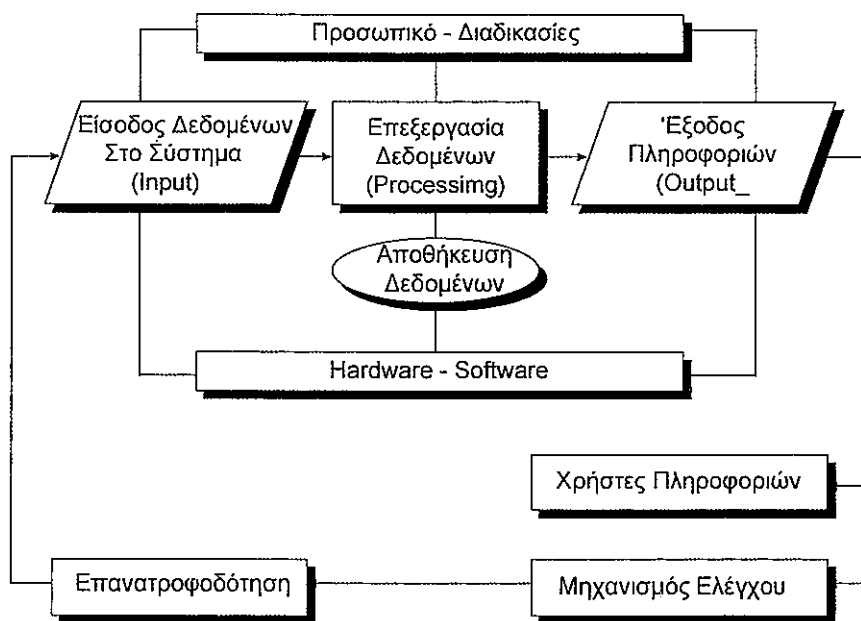 Προσωπικό - Διαδικασίες
Είσοδος Δεδομένων
Στο Σύστημα
(Input)
Επεξεργασία
Δεδομένων
(Processimg)
Έξοδος
Πληροφοριών
(Output_
Αποθήκευση
Δεδομένων
Hardware - Software
Χρήστες Πληροφοριών
Επανατροφοδότηση
Μηχανισμός Ελέγχου